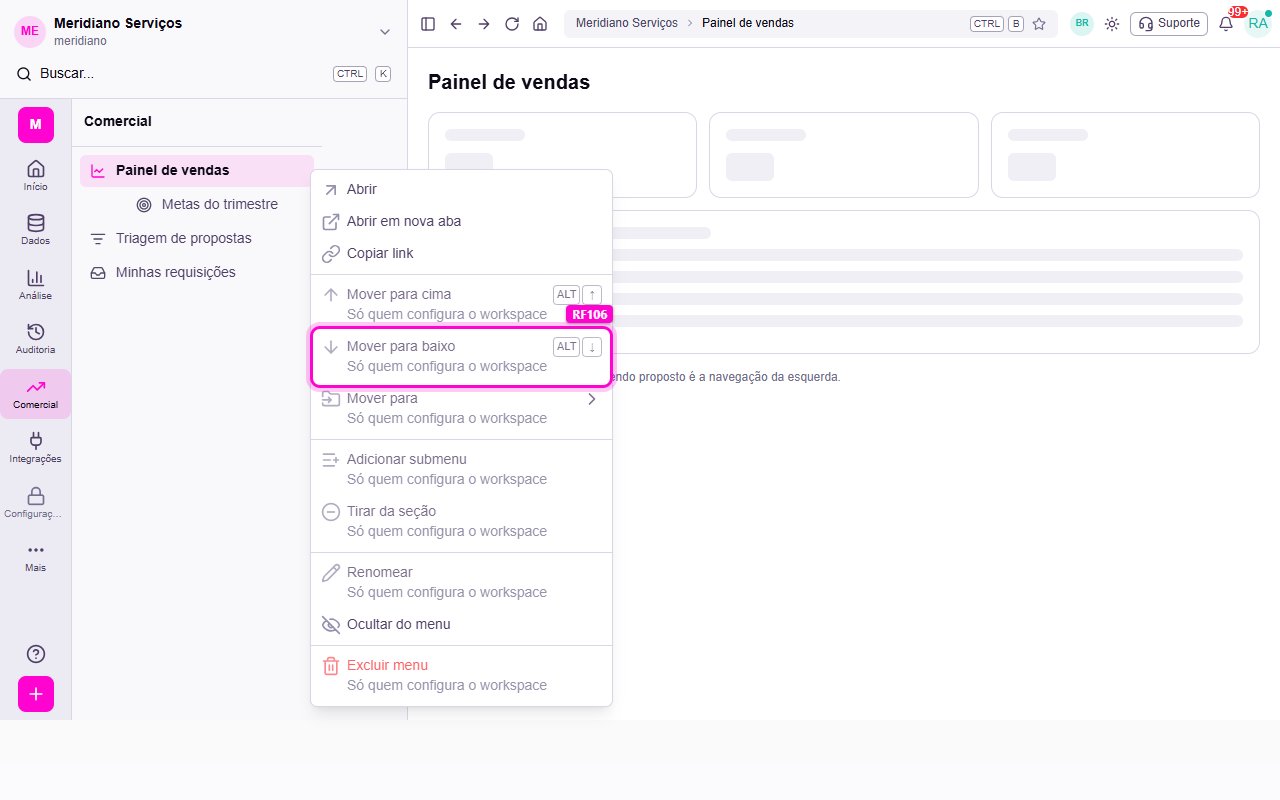 ME
Meridiano Serviços
meridiano
Buscar...
CTRL K
M
Início
Dados
Análise
Auditoria
Comercial
Integrações
Configuraç...
Mais
Comercial
Painel de vendas
Metas do trimestre
Triagem de propostas
Minhas requisições
Meridiano Serviços > Painel de vendas
CTRL B
BR
Suporte
99+
RA
Painel de vendas
Abrir
Abrir em nova aba
Copiar link
Mover para cima
ALT ↑
Só quem configura o workspace
RF106
Mover para baixo
ALT ↓
Só quem configura o workspace
Mover para
Só quem configura o workspace
Adicionar submenu
Só quem configura o workspace
Tirar da seção
Só quem configura o workspace
Renomear
Só quem configura o workspace
Ocultar do menu
Excluir menu
Só quem configura o workspace
endo proposto é a navegação da esquerda.